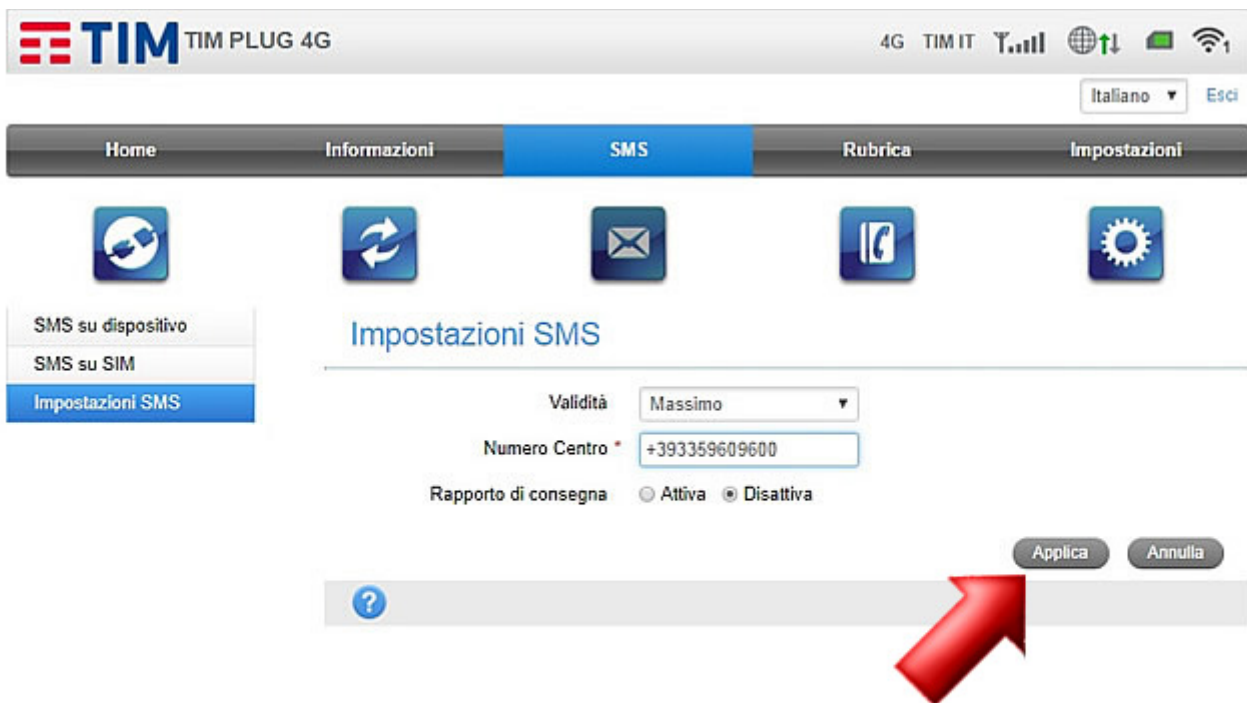 TIM TIM PLUG 4G 4G TIM IT 1
Italiano Esci
Home Informazioni SMS Rubrica Impostazioni
SMS su dispositivo
SMS su SIM
Impostazioni SMS
Impostazioni SMS
Validità Massimo
Numero Centro * +393359609600
Rapporto di consegna Attiva Disattiva
Applica Annulla
?